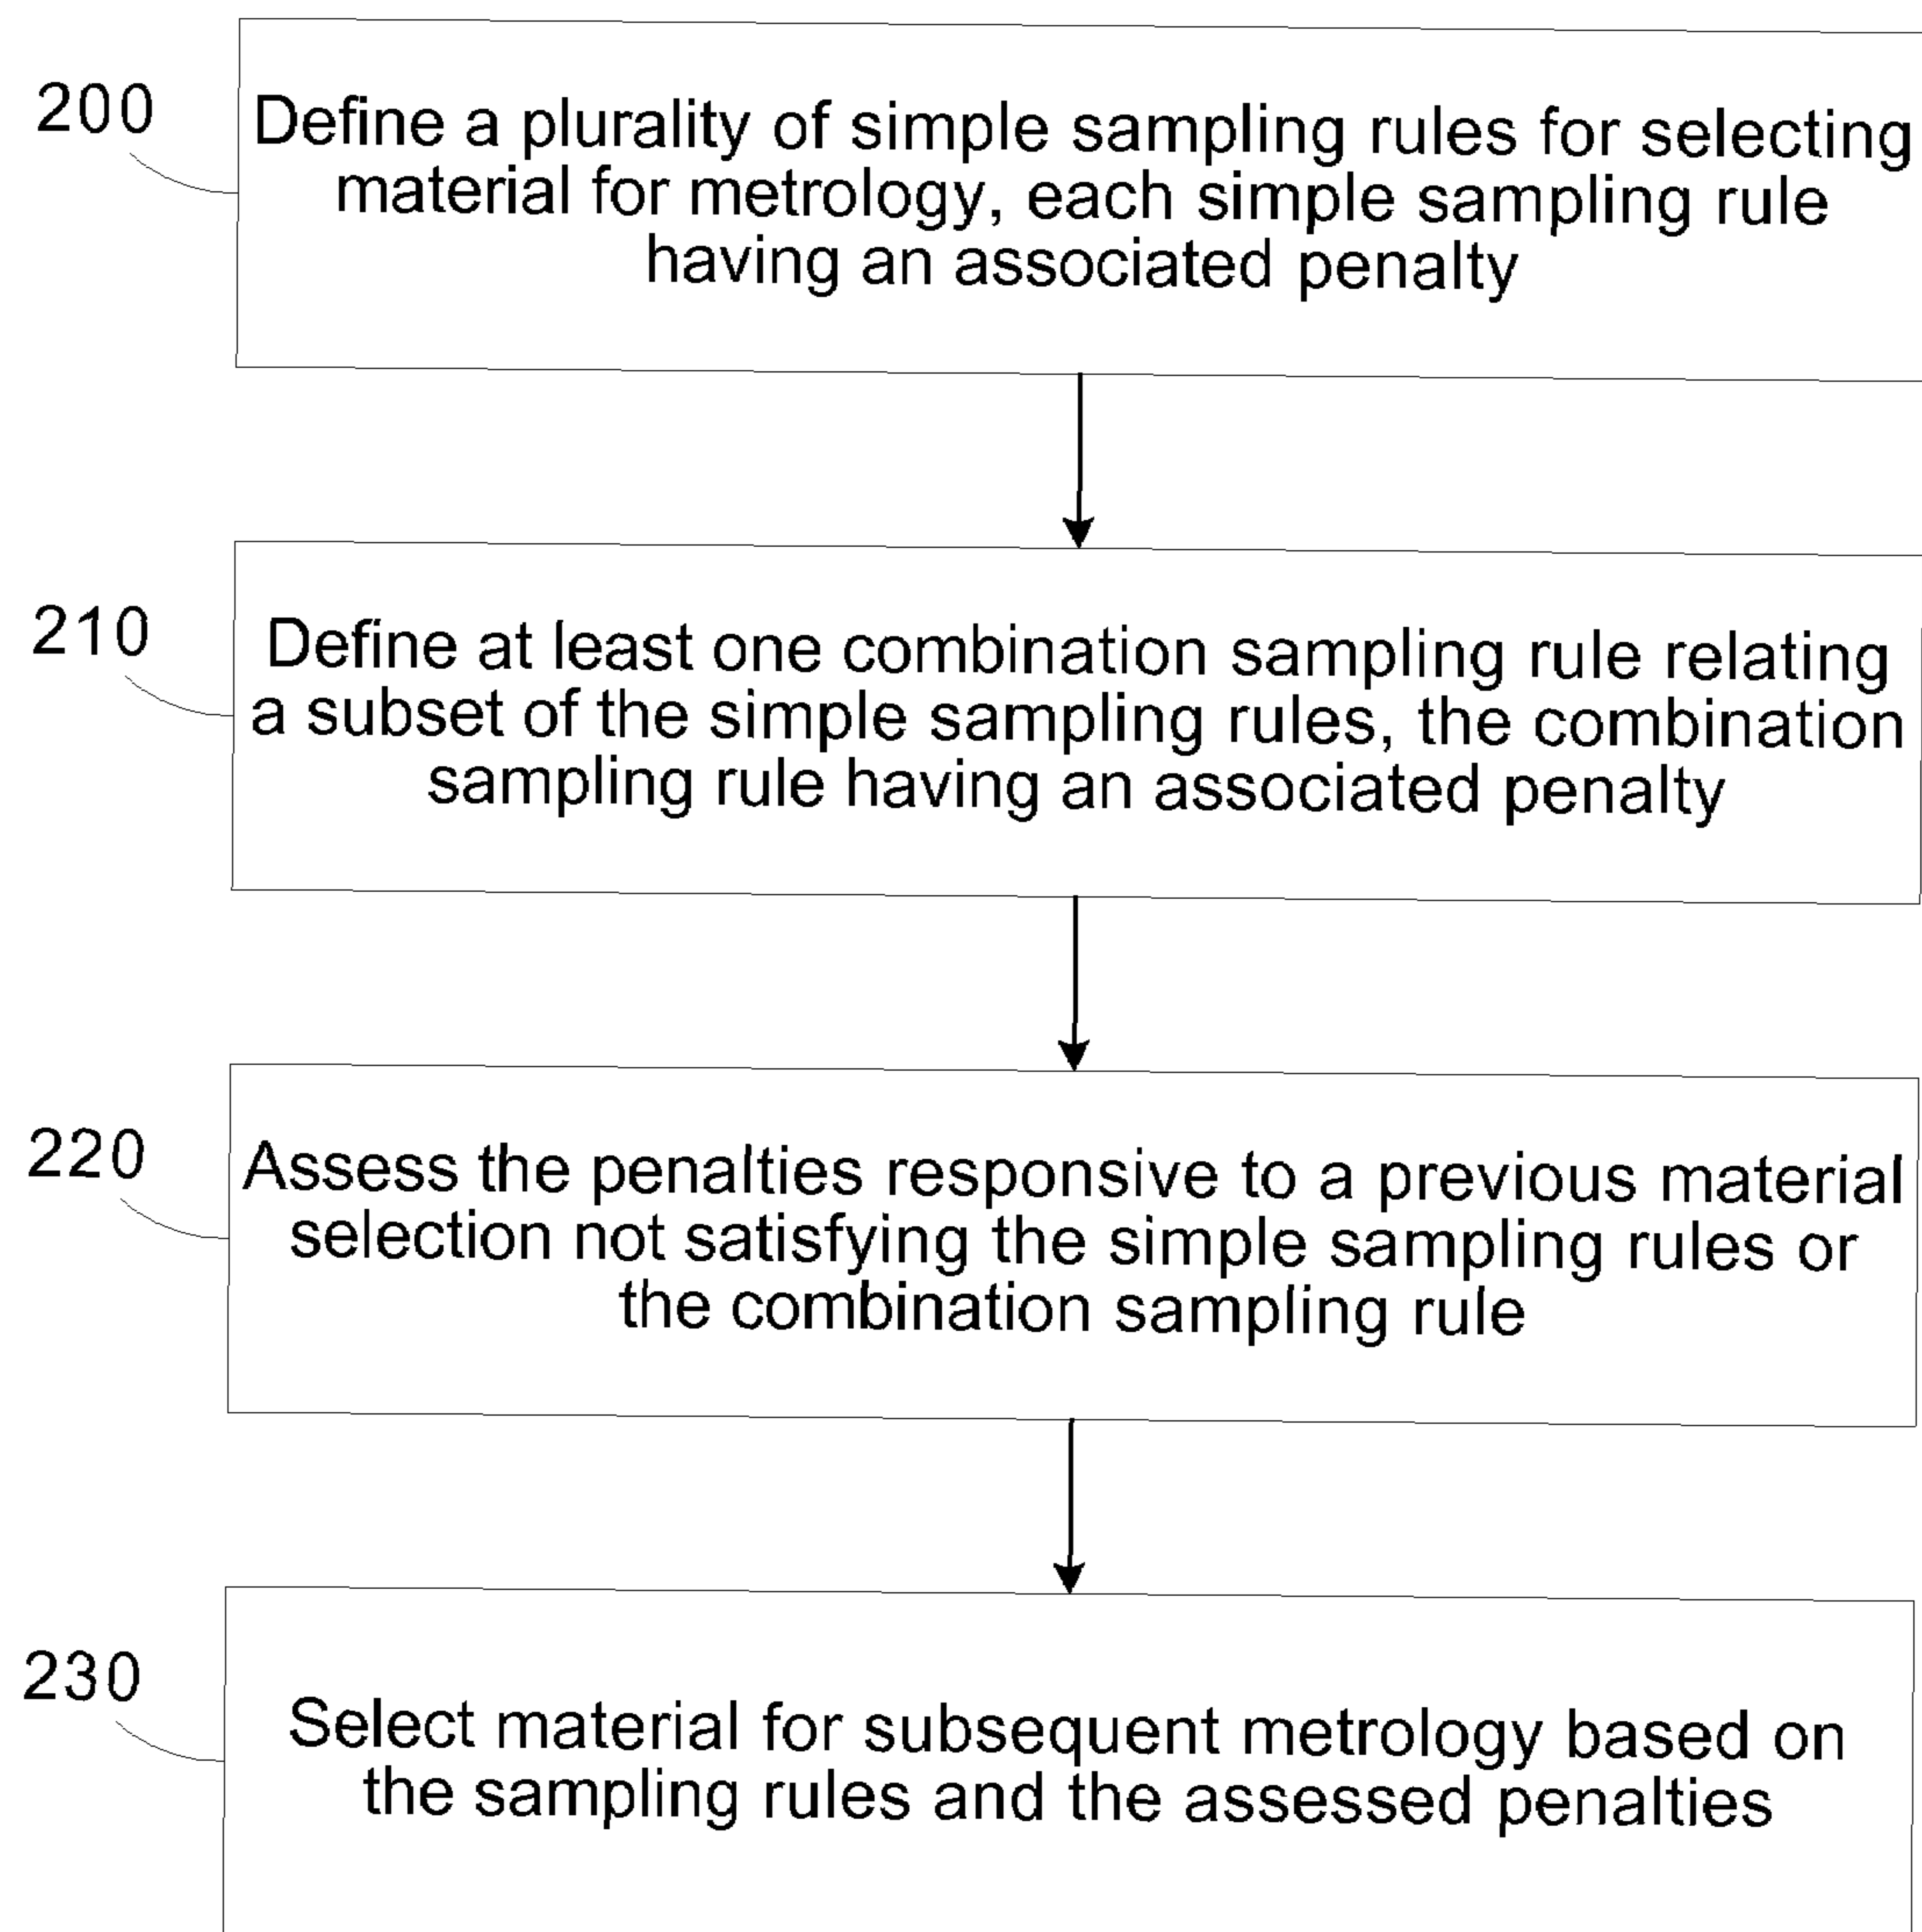 200
Define a plurality of simple sampling rules for selecting
material for metrology, each simple sampling rule
having an associated penalty
210
Define at least one combination sampling rule relating
a subset of the simple sampling rules, the combination
sampling rule having an associated penalty
220
Assess the penalties responsive to a previous material
selection not satisfying the simple sampling rules or
the combination sampling rule
230
Select material for subsequent metrology based on
the sampling rules and the assessed penalties